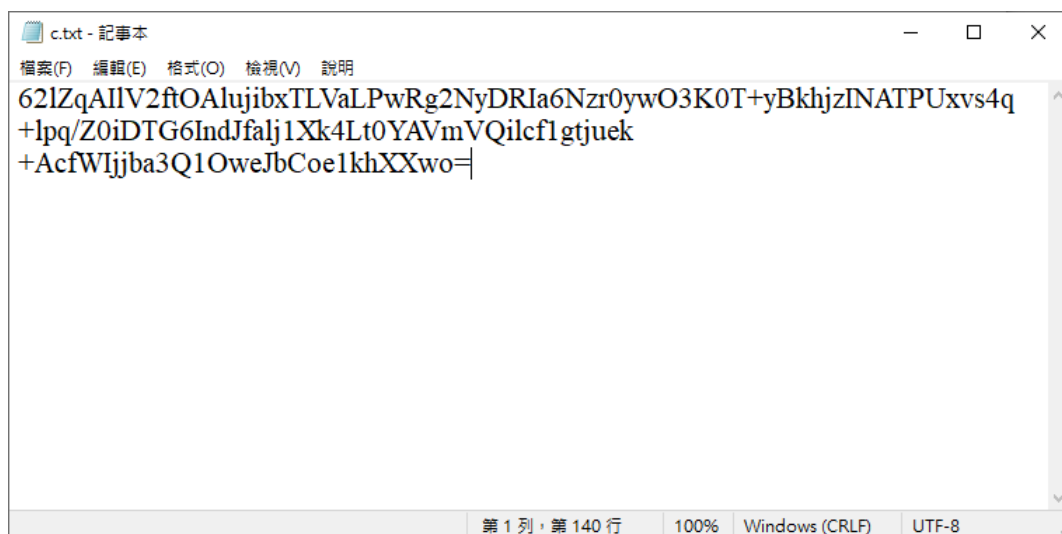 c.txt - 記事本
檔案(F) 編輯(E) 格式(O) 檢視(V) 說明
62lZqAIlV2ftOAlujibxTLVaLPwRg2NyDRIa6Nzr0ywO3K0T+yBkhjzINATPUxvs4q
+lpq/Z0iDTG6IndJfalj1Xk4Lt0YAVmVQilcf1gtjuek
+AcfWIjjba3Q1OweJbCoe1khXXwo=
第 1 列，第 140 行 100% Windows (CRLF) UTF-8